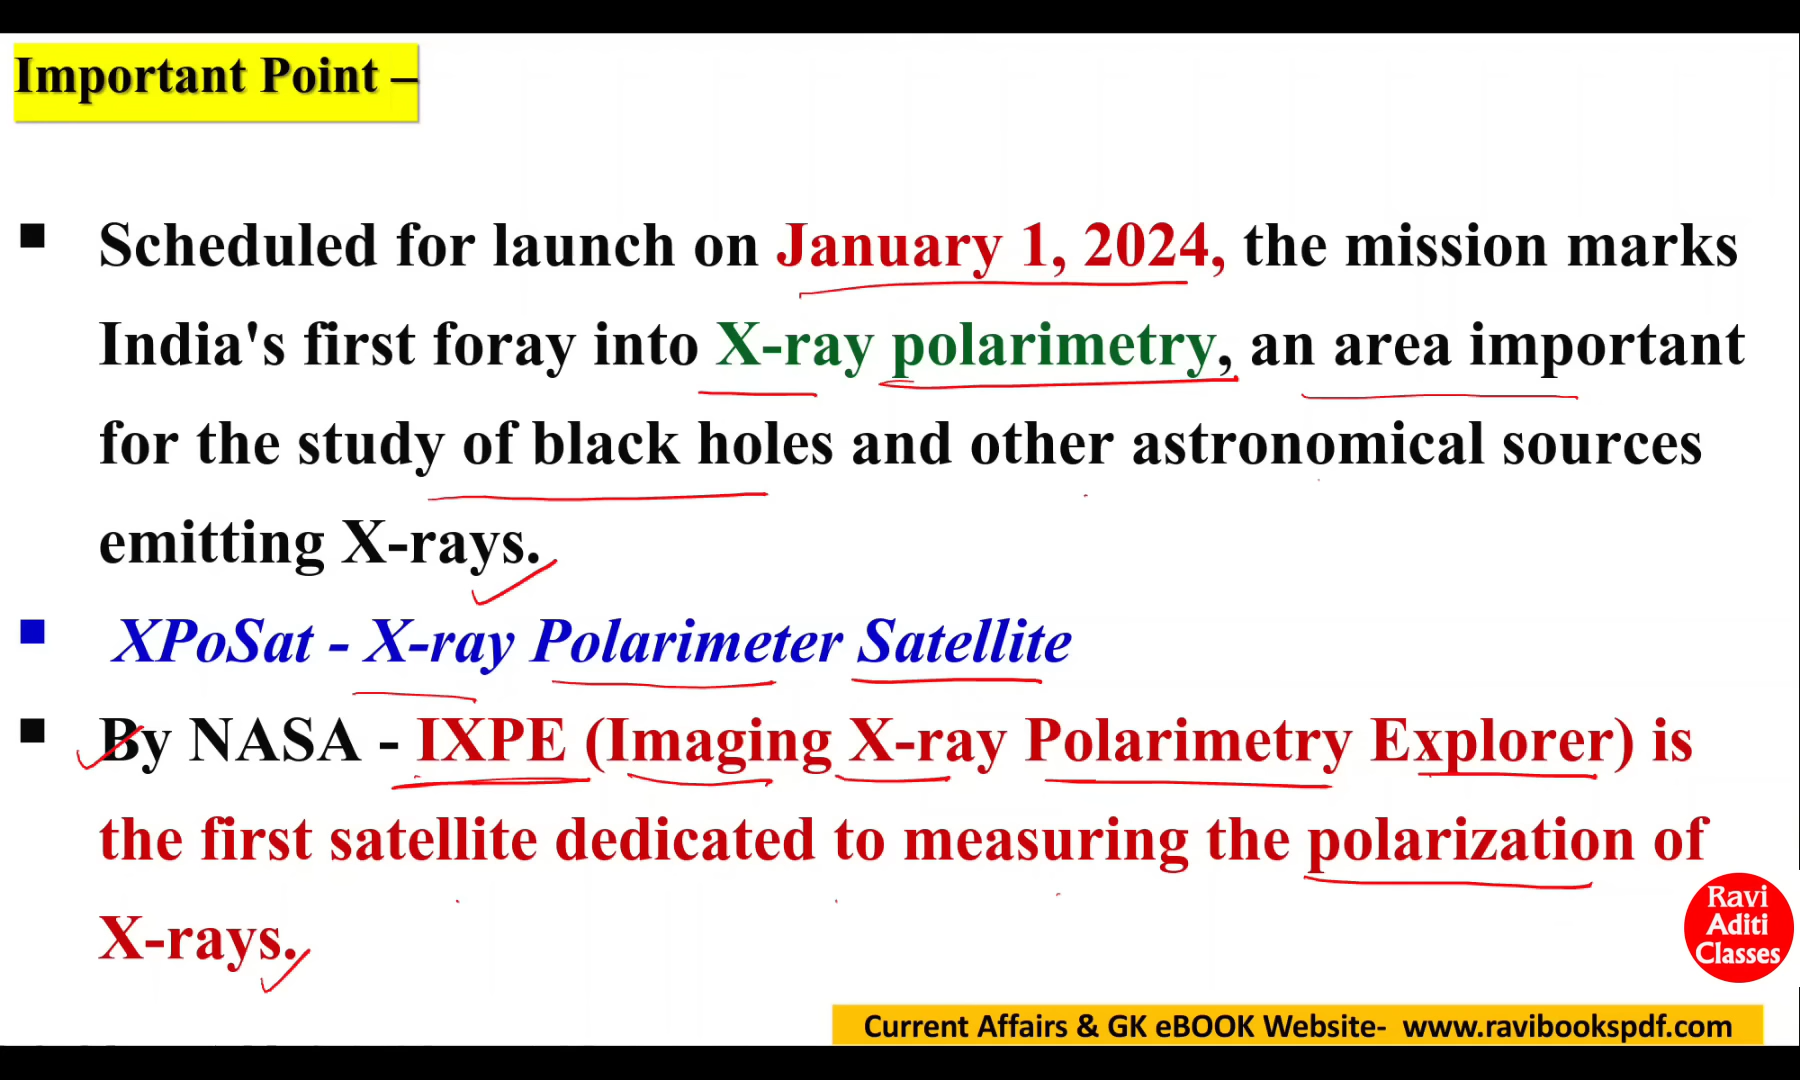 Important Point –
▪ Scheduled for launch on January 1, 2024, the mission marks
India's first foray into X-ray polarimetry, an area important
for the study of black holes and other astronomical sources
emitting X-rays.
▪ XPoSat - X-ray Polarimeter Satellite
▪ By NASA - IXPE (Imaging X-ray Polarimetry Explorer) is
the first satellite dedicated to measuring the polarization of
X-rays.
Ravi
Aditi
Classes
Current Affairs & GK eBOOK Website- www.ravibookspdf.com